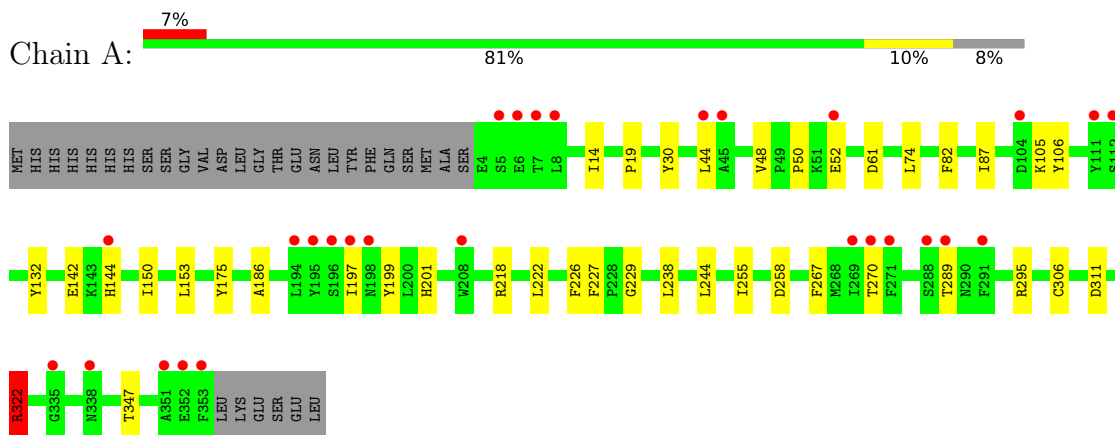 7%
Chain A:
81% 10% 8%
MET HIS HIS HIS HIS HIS HIS SER SER GLY VAL ASP LEU GLY THR GLU ASN LEU TYR PHE GLN SER MET ALA SER E4 S5 E6 T7 L8 I14 P19 Y30 L44 A45 V48 P49 P50 K51 E52 D61 L74 F82 I87 D104 K105 Y106 Y111 S112
Y132 E142 K143 H144 I150 L153 Y175 A186 L194 Y195 S196 I197 N198 Y199 L200 H201 W208 R218 L222 F226 F227 P228 G229 L238 L244 I255 D258 F267 M268 I269 T270 F271 S288 T289 N290 F291 R295 C306 D311
R322 G335 N338 T347 A351 E352 F353 LEU LYS GLU SER GLU LEU